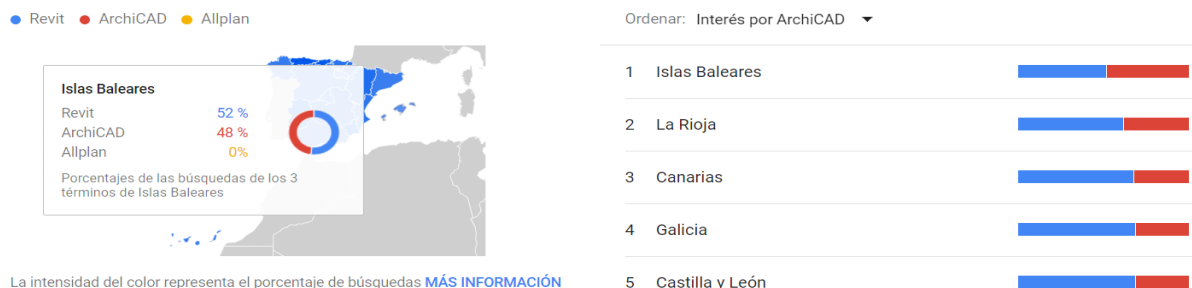 Revit ArchiCAD Allplan
Islas Baleares
Revit 52 %
ArchiCAD 48 %
Allplan 0%
Porcentajes de las búsquedas de los 3
términos de Islas Baleares
La intensidad del color representa el porcentaje de búsquedas MÁS INFORMACIÓN
Ordenar: Interés por ArchiCAD
1 Islas Baleares
2 La Rioja
3 Canarias
4 Galicia
5 Castilla y León